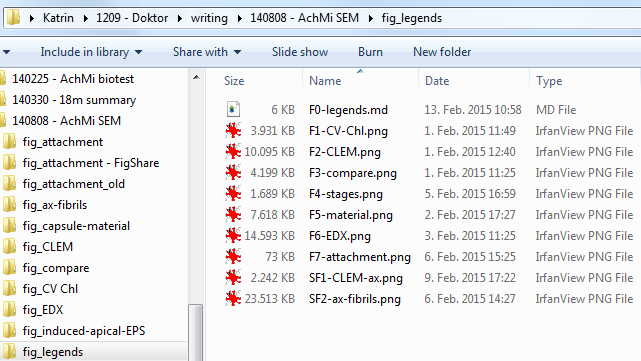 Katrin ▸ 1209 - Doktor ▸ writing ▸ 140808 - AchMi SEM ▸ fig_legends
Include in library Share with Slide show Burn New folder
140225 - AchMi biotest
140330 - 18m summary
140808 - AchMi SEM
fig_attachment
fig_attachment - FigShare
fig_attachment_old
fig_ax-fibrils
fig_capsule-material
fig_CLEM
fig_compare
fig_CV Chl
fig_EDX
fig_induced-apical-EPS
fig_legends
Size Name Date Type
6 KB F0-legends.md 13. Feb. 2015 10:58 MD File
3.931 KB F1-CV-Chl.png 1. Feb. 2015 11:49 IrfanView PNG File
10.095 KB F2-CLEM.png 1. Feb. 2015 12:40 IrfanView PNG File
4.199 KB F3-compare.png 1. Feb. 2015 11:25 IrfanView PNG File
1.689 KB F4-stages.png 5. Feb. 2015 16:59 IrfanView PNG File
7.618 KB F5-material.png 2. Feb. 2015 17:27 IrfanView PNG File
14.593 KB F6-EDX.png 3. Feb. 2015 11:25 IrfanView PNG File
73 KB F7-attachment.png 6. Feb. 2015 15:25 IrfanView PNG File
2.242 KB SF1-CLEM-ax.png 9. Feb. 2015 17:22 IrfanView PNG File
23.513 KB SF2-ax-fibrils.png 6. Feb. 2015 14:27 IrfanView PNG File